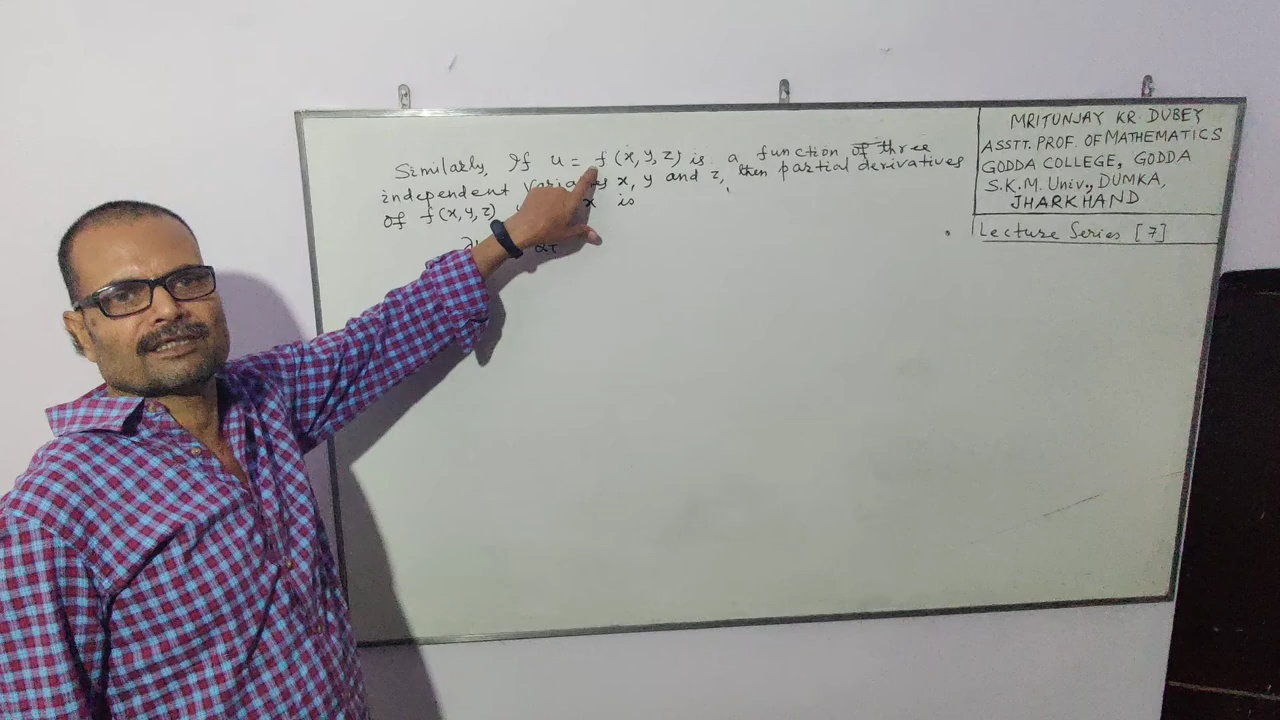 Similarly, If u = f(x, y, z) is a function of three
independent x, y and z, then partial derivatives
of f(x, y, z) x is
MRITUNJAY KR. DUBEY
ASSTT. PROF. OF MATHEMATICS
GODDA COLLEGE, GODDA
S.K.M. Univ., DUMKA,
JHARKHAND
Lecture Series [7]